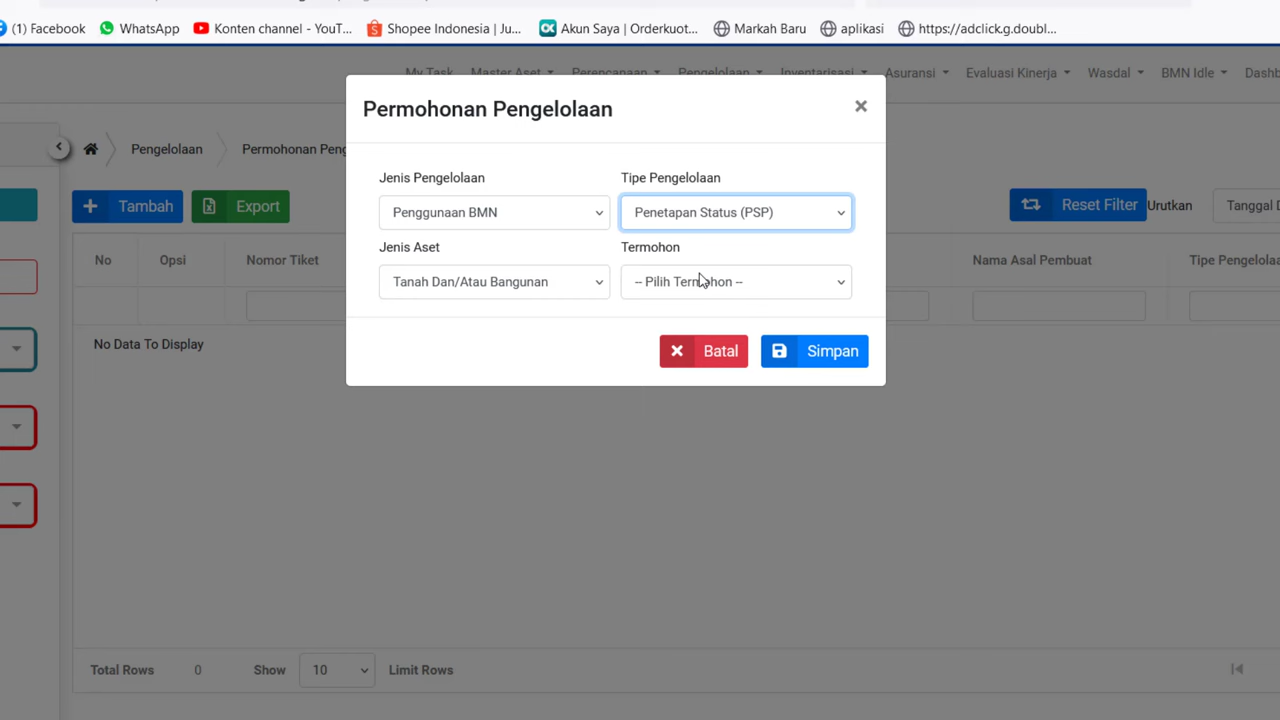 (1) Facebook WhatsApp Konten channel - YouT... Shopee Indonesia | Ju... Akun Saya | Orderkuot... Markah Baru aplikasi https://adclick.g.doubl...
My Task Master Aset Perencanaan Pengelolaan Inventarisasi Asuransi Evaluasi Kinerja Wasdal BMN Idle
Permohonan Pengelolaan ×
Pengelolaan Permohonan Peng
Jenis Pengelolaan Tipe Pengelolaan
Penggunaan BMN Penetapan Status (PSP)
Tambah Export Reset Filter Urutkan Tanggal D
Jenis Aset Termohon
No Opsi Nomor Tiket Nama Asal Pembuat Tipe Pengelola
Tanah Dan/Atau Bangunan -- Pilih Termohon --
No Data To Display
Batal Simpan
Total Rows 0 Show 10 Limit Rows